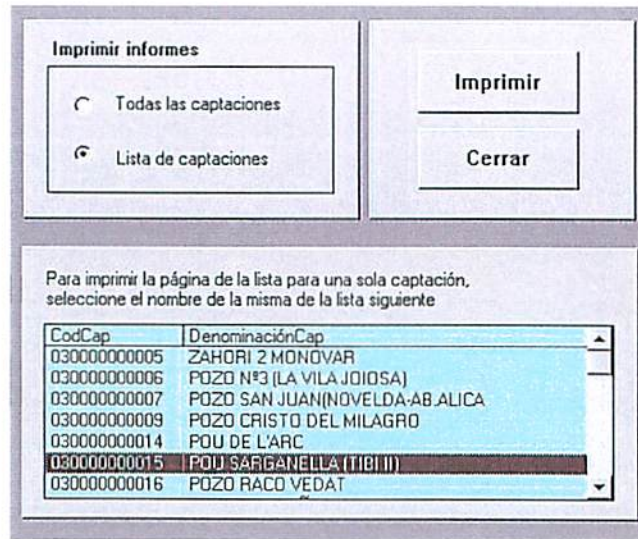 Imprimir informes
Todas las captaciones
Lista de captaciones
Imprimir
Cerrar
Para imprimir la página de la lista para una sola captación,
seleccione el nombre de la misma de la lista siguiente
CodCap DenominaciónCap
030000000005 ZAHORI 2 MONOVAR
030000000006 POZO Nº3 (LA VILA JOIOSA)
030000000007 POZO SAN JUAN(NOVELDA-AB.ALICA
030000000009 POZO CRISTO DEL MILAGRO
030000000014 POU DE L'ARC
030000000015 POU SARGANELLA (TIBI II)
030000000016 POZO RACO VEDAT